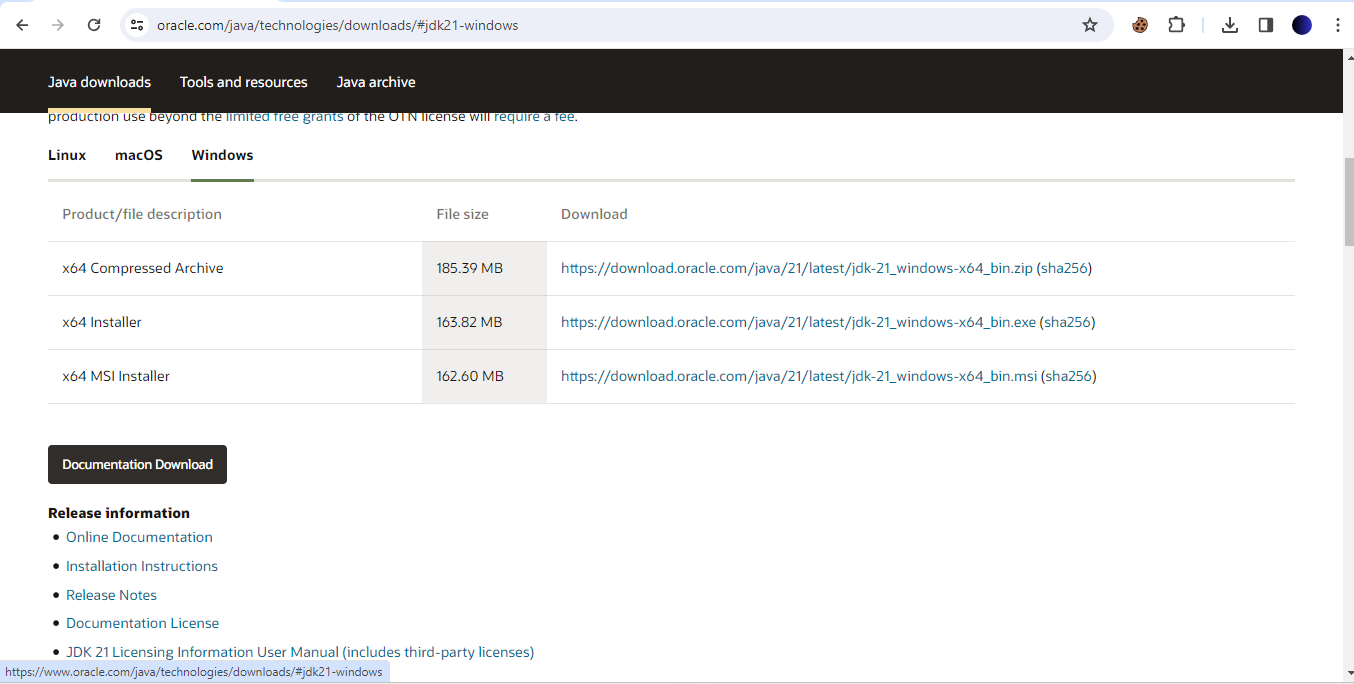 oracle.com/java/technologies/downloads/#jdk21-windows
Java downloads Tools and resources Java archive
production use beyond the limited free grants of the OTN license will require a fee.
Linux macOS Windows
Product/file description File size Download
x64 Compressed Archive 185.39 MB https://download.oracle.com/java/21/latest/jdk-21_windows-x64_bin.zip (sha256)
x64 Installer 163.82 MB https://download.oracle.com/java/21/latest/jdk-21_windows-x64_bin.exe (sha256)
x64 MSI Installer 162.60 MB https://download.oracle.com/java/21/latest/jdk-21_windows-x64_bin.msi (sha256)
Documentation Download
Release information
• Online Documentation
• Installation Instructions
• Release Notes
• Documentation License
• JDK 21 Licensing Information User Manual (includes third-party licenses)
https://www.oracle.com/java/technologies/downloads/#jdk21-windows